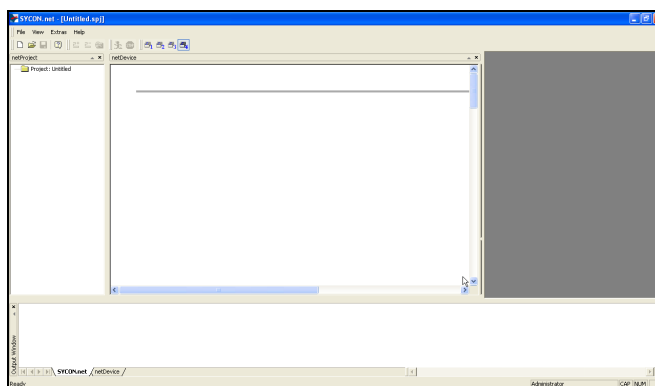 SYCON.net - [Untitled.spj]
File View Extras Help
netProject
netDevice
Project: Untitled
Output Window
SYCON.net netDevice
Ready
Administrator
CAP NUM